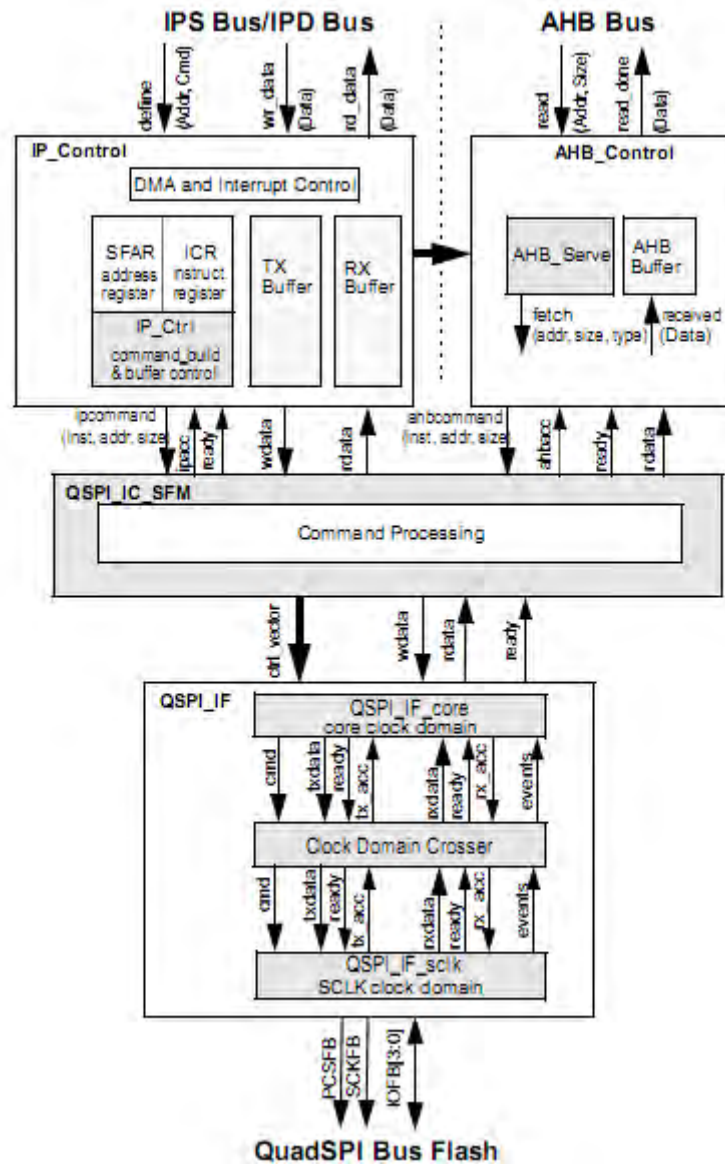 IPS Bus/IPD Bus
AHB Bus
define
(Addr, Cmd)
wr_data
(Data)
rd_data
(Data)
read
(Addr, Size)
read_done
(Data)
IP_Control
AHB_Control
DMA and Interrupt Control
SFAR
address
register
ICR
instruct
register
TX
Buffer
RX
Buffer
AHB_Serve
AHB
Buffer
IP_Ctrl
command_build
& buffer control
fetch
(addr, size, type)
received
(Data)
ipcommand
(inst, addr, size)
ipacc
ready
wdata
rdata
ahbcommand
(inst, addr, size)
ahbacc
ready
rdata
QSPI_IC_SFM
Command Processing
ctrl_vector
wdata
rdata
ready
QSPI_IF
QSPI_IF_core
core clock domain
cmd
txdata
ready
tx_acc
rxdata
ready
rx_acc
events
Clock Domain Crosser
cmd
txdata
ready
tx_acc
rxdata
ready
rx_acc
events
QSPI_IF_sclk
SCLK clock domain
PCSFB
SCKFB
IOFB[3:0]
QuadSPI Bus Flash